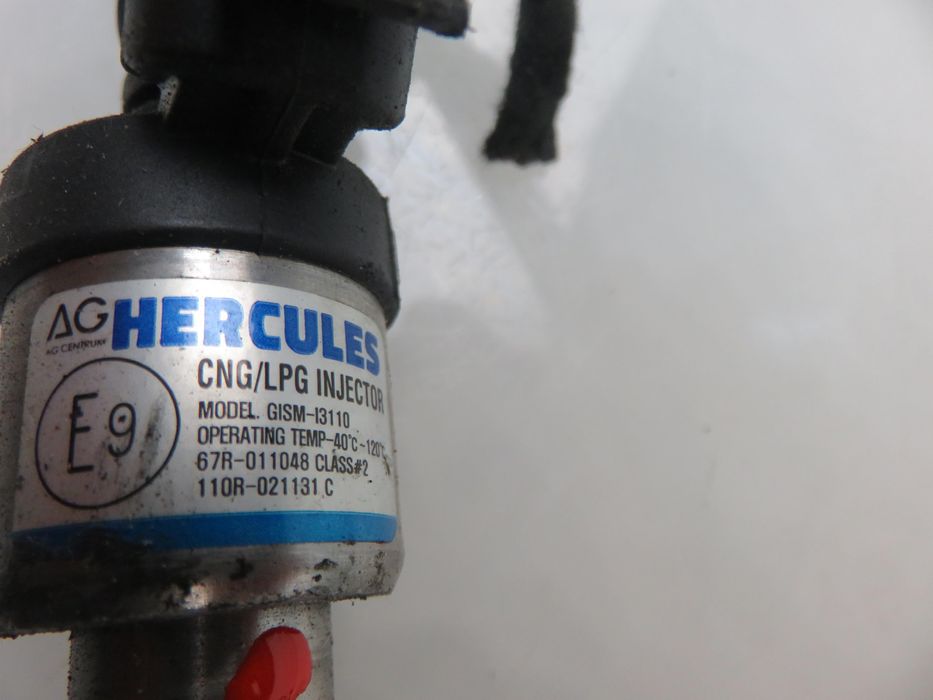 AG HERCULES
AG CENTRUM
CNG/LPG INJECTOR
E9
MODEL. GISM-I3110
OPERATING TEMP-40°C~120°C
67R-011048 CLASS#2
110R-021131 C